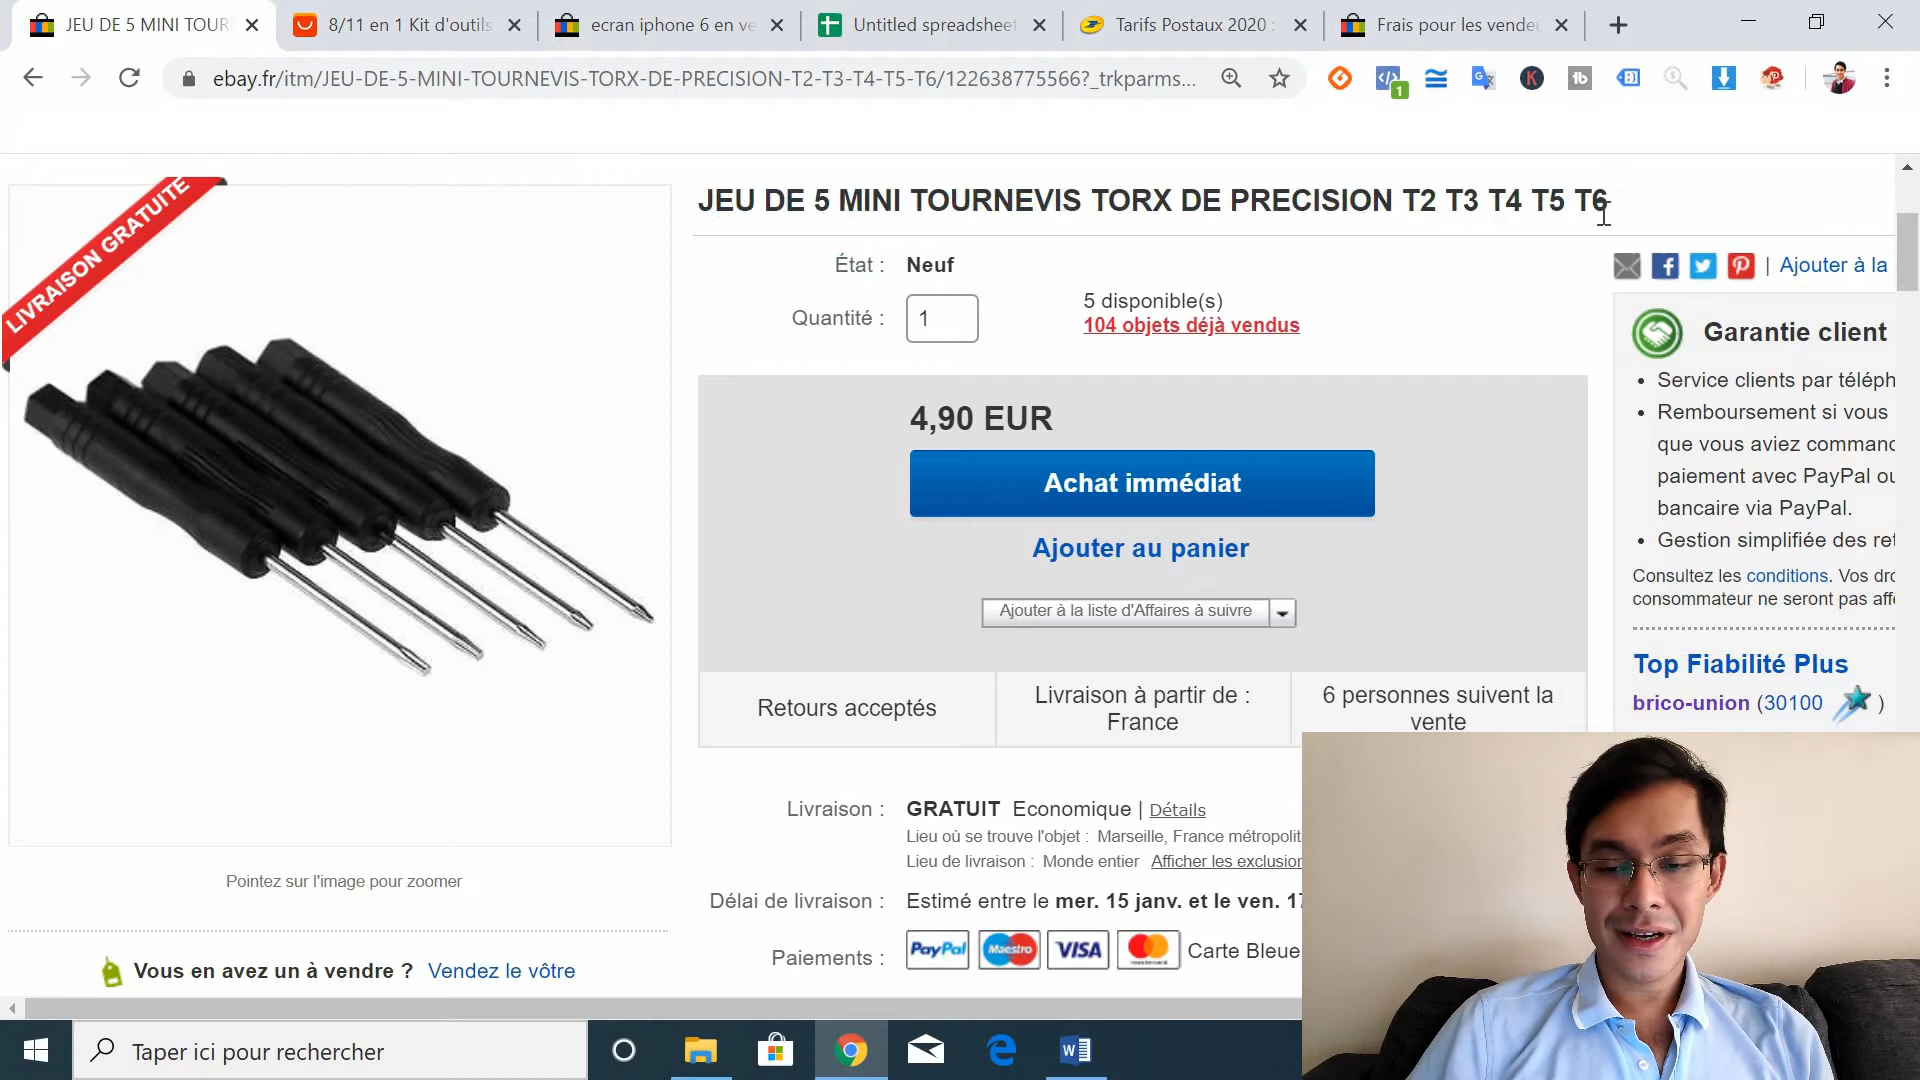 JEU DE 5 MINI TOUR
8/11 en 1 Kit d'outils
ecran iphone 6 en ve
Untitled spreadsheet
Tarifs Postaux 2020 :
Frais pour les vendeu
ebay.fr/itm/JEU-DE-5-MINI-TOURNEVIS-TORX-DE-PRECISION-T2-T3-T4-T5-T6/122638775566?_trkparms...
1
K
LIVRAISON GRATUITE
JEU DE 5 MINI TOURNEVIS TORX DE PRECISION T2 T3 T4 T5 T6
État : Neuf
Quantité : 1
5 disponible(s)
104 objets déjà vendus
4,90 EUR
Achat immédiat
Ajouter au panier
Ajouter à la liste d'Affaires à suivre
Retours acceptés
Livraison à partir de :
France
6 personnes suivent la
vente
Livraison : GRATUIT Economique | Détails
Lieu où se trouve l'objet : Marseille, France métropolit
Lieu de livraison : Monde entier Afficher les exclusion
Délai de livraison : Estimé entre le mer. 15 janv. et le ven. 17
Paiements : PayPal Maestro VISA mastercard Carte Bleue
Pointez sur l'image pour zoomer
Vous en avez un à vendre ? Vendez le vôtre
| Ajouter à la
Garantie client
• Service clients par téléph
• Remboursement si vous
que vous aviez commanc
paiement avec PayPal ou
bancaire via PayPal.
• Gestion simplifiée des ret
Consultez les conditions. Vos drc
consommateur ne seront pas affe
Top Fiabilité Plus
brico-union (30100 )
Taper ici pour rechercher